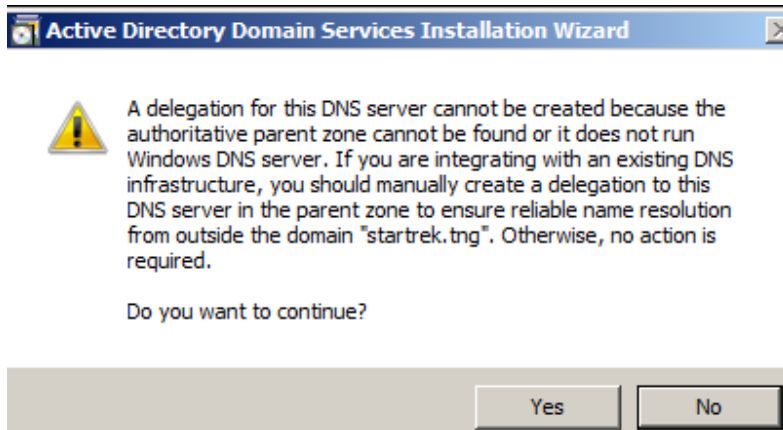 Active Directory Domain Services Installation Wizard
A delegation for this DNS server cannot be created because the
authoritative parent zone cannot be found or it does not run
Windows DNS server. If you are integrating with an existing DNS
infrastructure, you should manually create a delegation to this
DNS server in the parent zone to ensure reliable name resolution
from outside the domain "startrek.tng". Otherwise, no action is
required.
Do you want to continue?
Yes
No